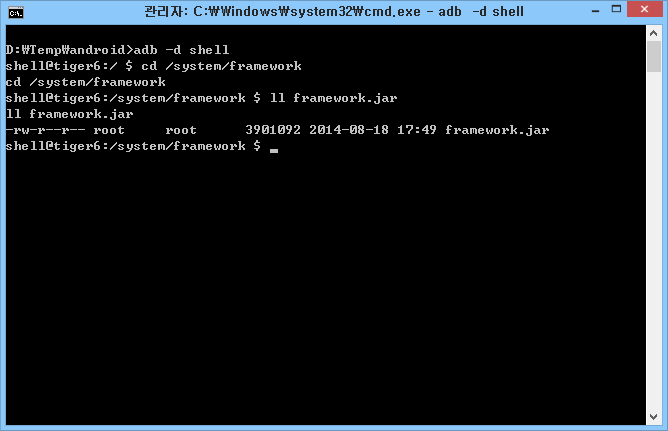 관리자: C:₩Windows₩system32₩cmd.exe - adb  -d shell
D:₩Temp₩android>adb -d shell
shell@tiger6:/ $ cd /system/framework
cd /system/framework
shell@tiger6:/system/framework $ ll framework.jar
ll framework.jar
-rw-r--r-- root     root      3901092 2014-08-18 17:49 framework.jar
shell@tiger6:/system/framework $